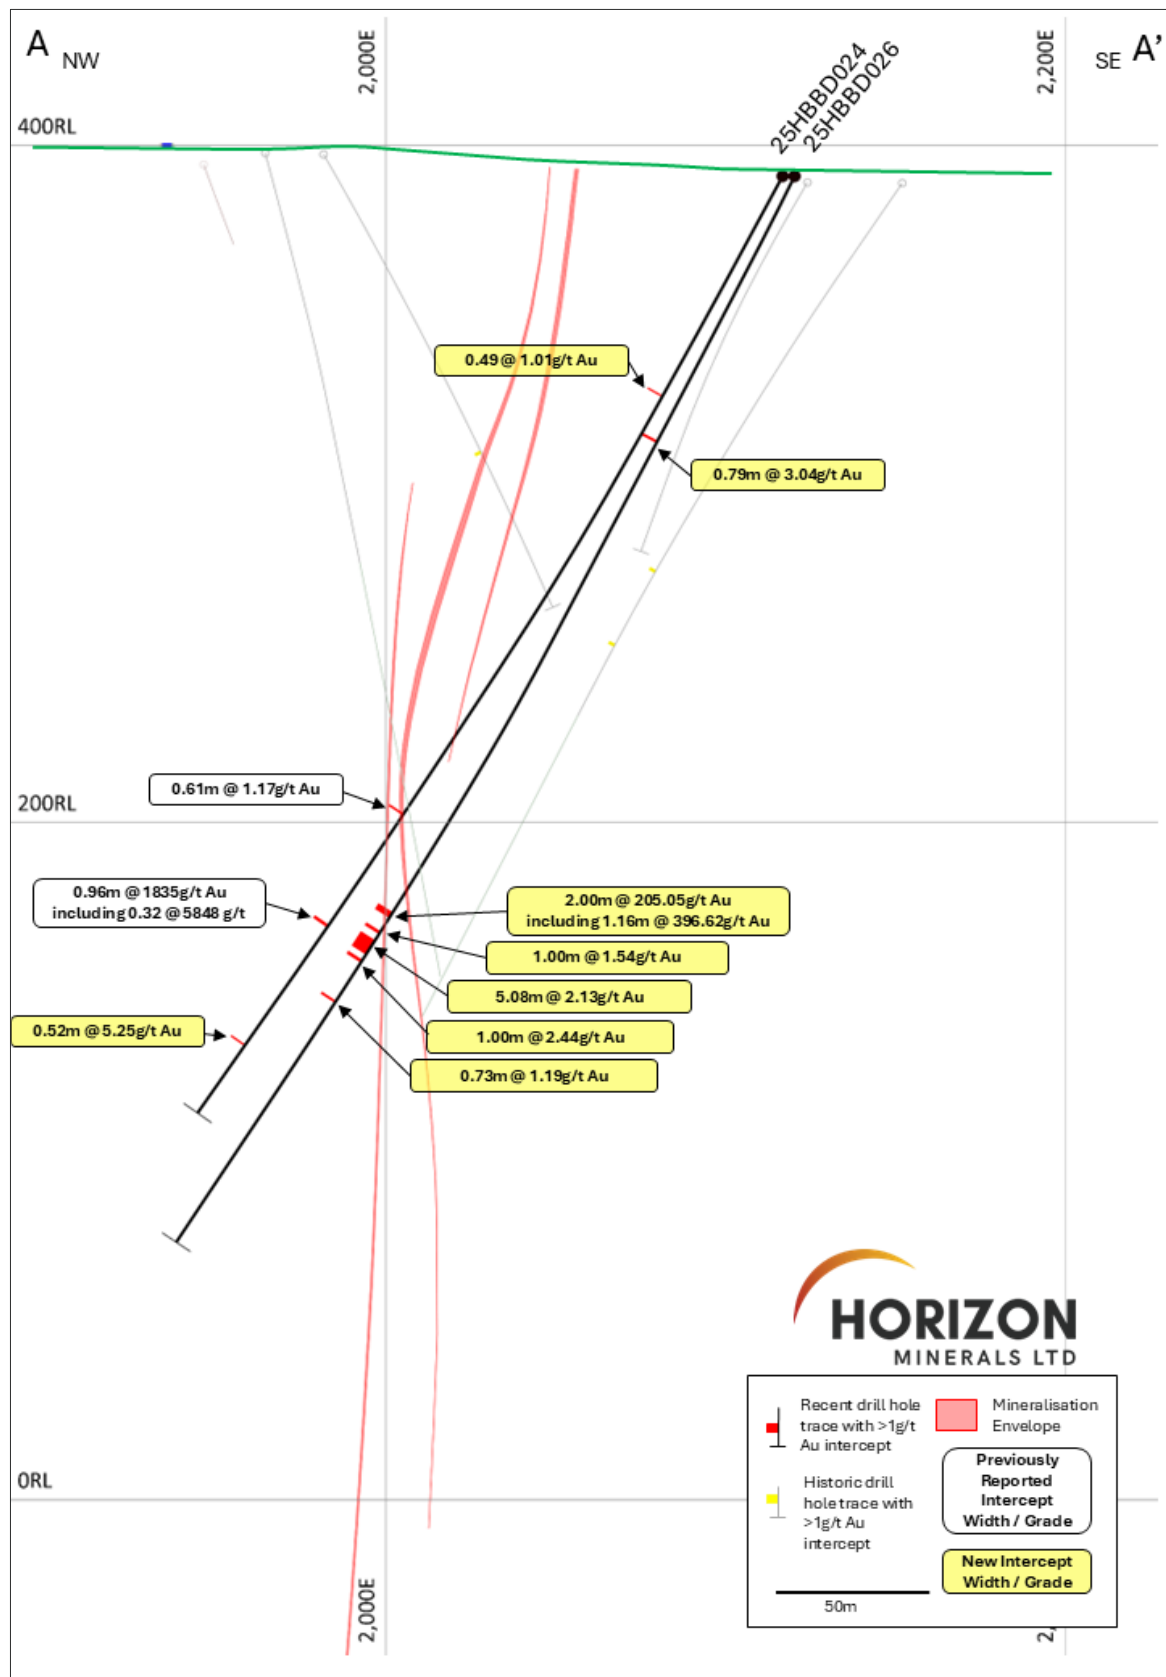 A NW
2,000E
25HBBD024
25HBBD026
2,200E
SE A’
400RL
0.49 @ 1.01g/t Au
0.79m @ 3.04g/t Au
0.61m @ 1.17g/t Au
200RL
0.96m @ 1835g/t Au
including 0.32 @ 5848 g/t
2.00m @ 205.05g/t Au
including 1.16m @ 396.62g/t Au
1.00m @ 1.54g/t Au
5.08m @ 2.13g/t Au
0.52m @ 5.25g/t Au
1.00m @ 2.44g/t Au
0.73m @ 1.19g/t Au
HORIZON
MINERALS LTD
0RL
2,000E
Recent drill hole
trace with >1g/t
Au intercept
Mineralisation
Envelope
Historic drill
hole trace with
>1g/t Au
intercept
Previously
Reported
Intercept
Width / Grade
New Intercept
Width / Grade
50m
2,